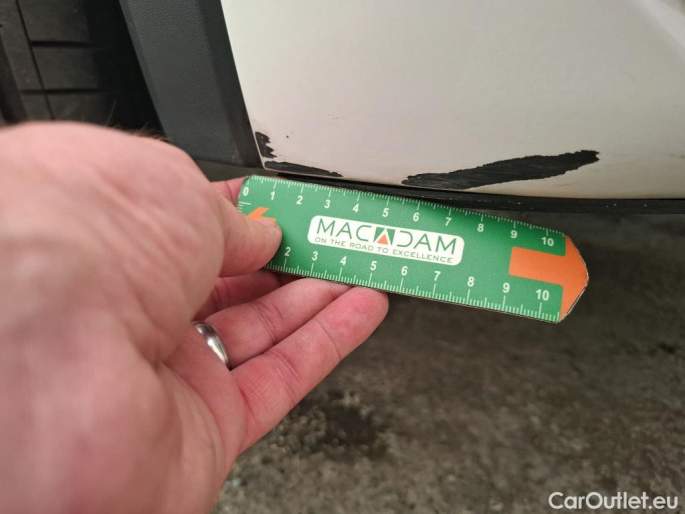 0 1 2 3 4 5 6 7 8 9 10
MACADAM
ON THE ROAD TO EXCELLENCE
2 3 4 5 6 7 8 9 10
CarOutlet.eu